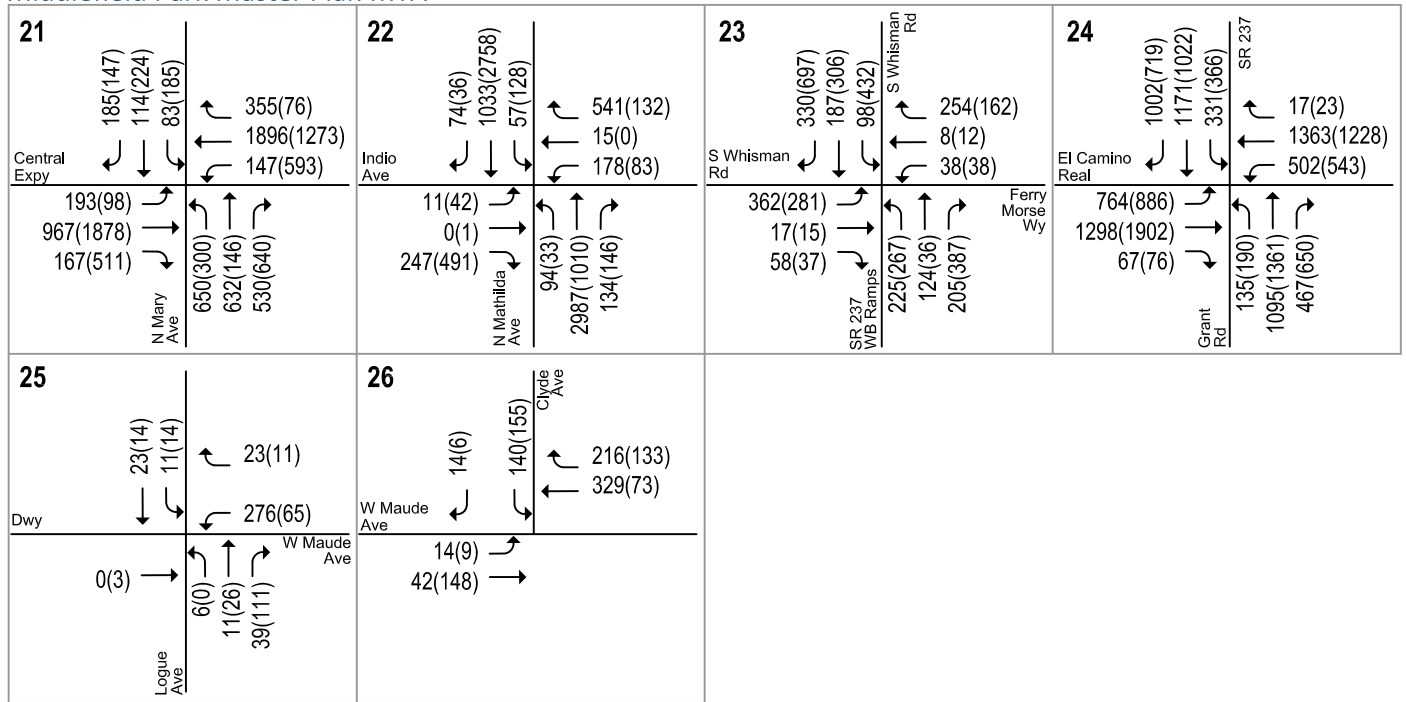 21
185(147)
114(224)
83(185)
355(76)
1896(1273)
147(593)
Central
Expy
193(98)
967(1878)
167(511)
650(300)
632(146)
530(640)
N Mary
Ave
22
74(36)
1033(2758)
57(128)
541(132)
15(0)
178(83)
Indio
Ave
11(42)
0(1)
247(491)
94(33)
2987(1010)
134(146)
N Mathilda
Ave
23
330(697)
187(306)
98(432)
S Whisman
Rd
254(162)
8(12)
38(38)
S Whisman
Rd
362(281)
17(15)
58(37)
225(267)
124(36)
205(387)
Ferry
Morse
Wy
SR 237
WB Ramps
24
1002(719)
1171(1022)
331(366)
SR 237
17(23)
1363(1228)
502(543)
El Camino
Real
764(886)
1298(1902)
67(76)
135(190)
1095(1361)
467(650)
Grant
Rd
25
23(14)
11(14)
23(11)
276(65)
Dwy
W Maude
Ave
0(3)
6(0)
11(26)
39(111)
Logue
Ave
26
14(6)
140(155)
Clyde
Ave
216(133)
329(73)
W Maude
Ave
14(9)
42(148)